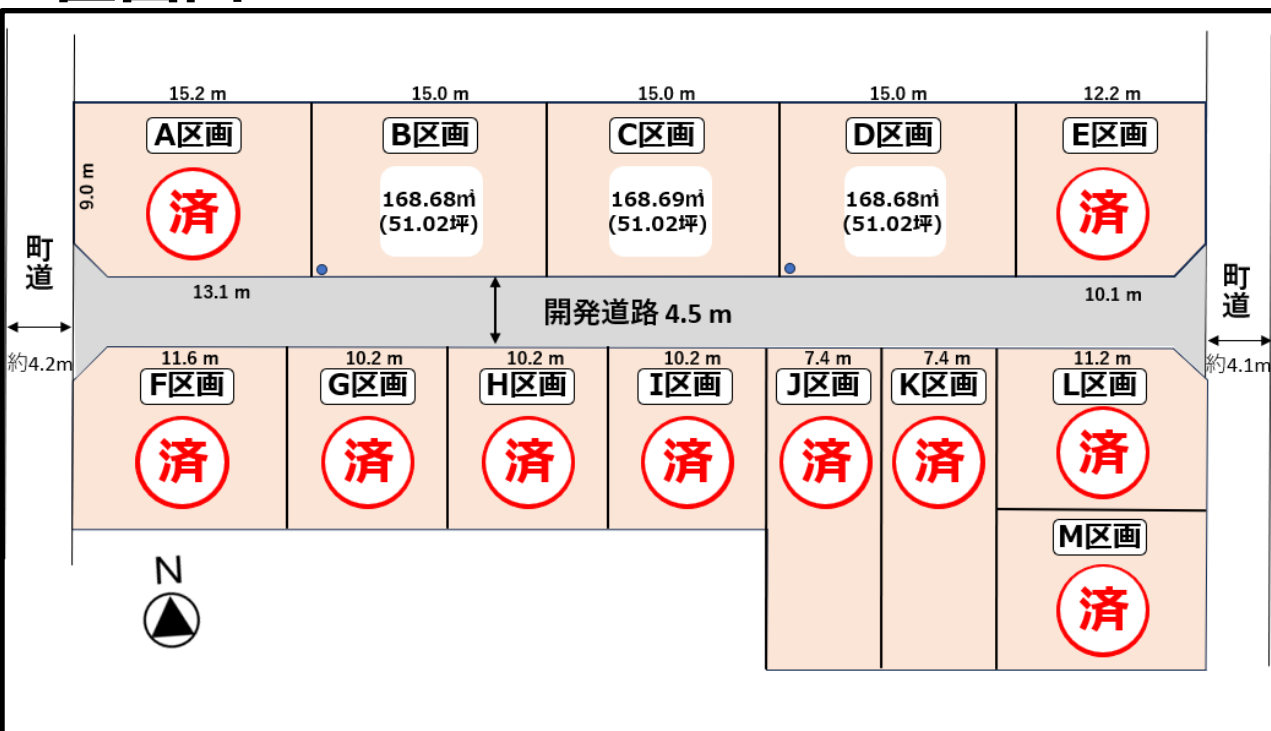 15.2 m
15.0 m
15.0 m
15.0 m
12.2 m
A区画
B区画
C区画
D区画
E区画
9.0 m
済
168.68㎡
(51.02坪)
168.69㎡
(51.02坪)
168.68㎡
(51.02坪)
済
町道
13.1 m
開発道路 4.5 m
10.1 m
町道
約4.2m
約4.1m
11.6 m
10.2 m
10.2 m
10.2 m
7.4 m
7.4 m
11.2 m
F区画
G区画
H区画
I区画
J区画
K区画
L区画
済
済
済
済
済
済
済
M区画
済
N